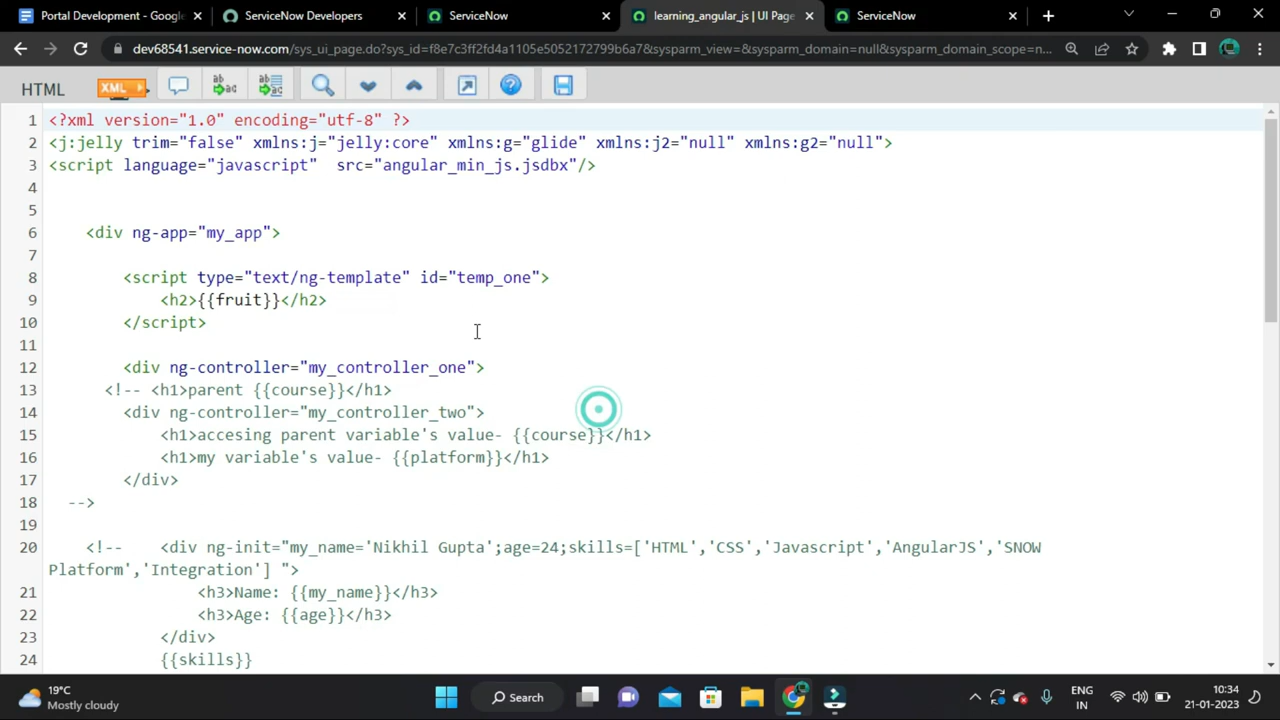 Portal Development - Google
ServiceNow Developers
ServiceNow
learning_angular_js | UI Page
ServiceNow
dev68541.service-now.com/sys_ui_page.do?sys_id=f8e7c3ff2fd4a1105e5052172799b6a7&sysparm_view=&sysparm_domain=null&sysparm_domain_scope=n...
HTML XML
1 <?xml version="1.0" encoding="utf-8" ?>
2 <j:jelly trim="false" xmlns:j="jelly:core" xmlns:g="glide" xmlns:j2="null" xmlns:g2="null">
3 <script language="javascript"  src="angular_min_js.jsdbx"/>
4
5
6 <div ng-app="my_app">
7
8 <script type="text/ng-template" id="temp_one">
9 <h2>{{fruit}}</h2>
10 </script>
11
12 <div ng-controller="my_controller_one">
13 <!-- <h1>parent {{course}}</h1>
14 <div ng-controller="my_controller_two">
15 <h1>accesing parent variable's value- {{course}}</h1>
16 <h1>my variable's value- {{platform}}</h1>
17 </div>
18 -->
19
20 <!--    <div ng-init="my_name='Nikhil Gupta';age=24;skills=['HTML','CSS','Javascript','AngularJS','SNOW
Platform','Integration'] ">
21 <h3>Name: {{my_name}}</h3>
22 <h3>Age: {{age}}</h3>
23 </div>
24 {{skills}}
19°C
Mostly cloudy
Search
ENG
IN
10:34
21-01-2023